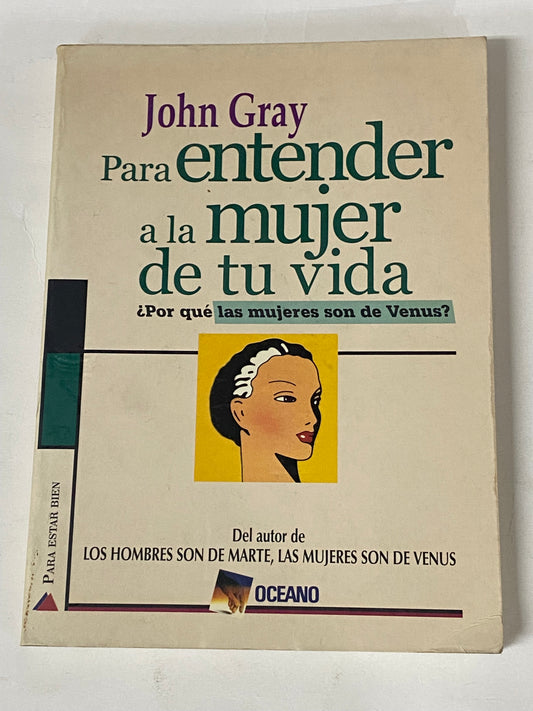 John Gray
Para entender
a la mujer
de tu vida
¿Por qué las mujeres son de Venus?
PARA ESTAR BIEN
Del autor de
LOS HOMBRES SON DE MARTE, LAS MUJERES SON DE VENUS
OCEANO